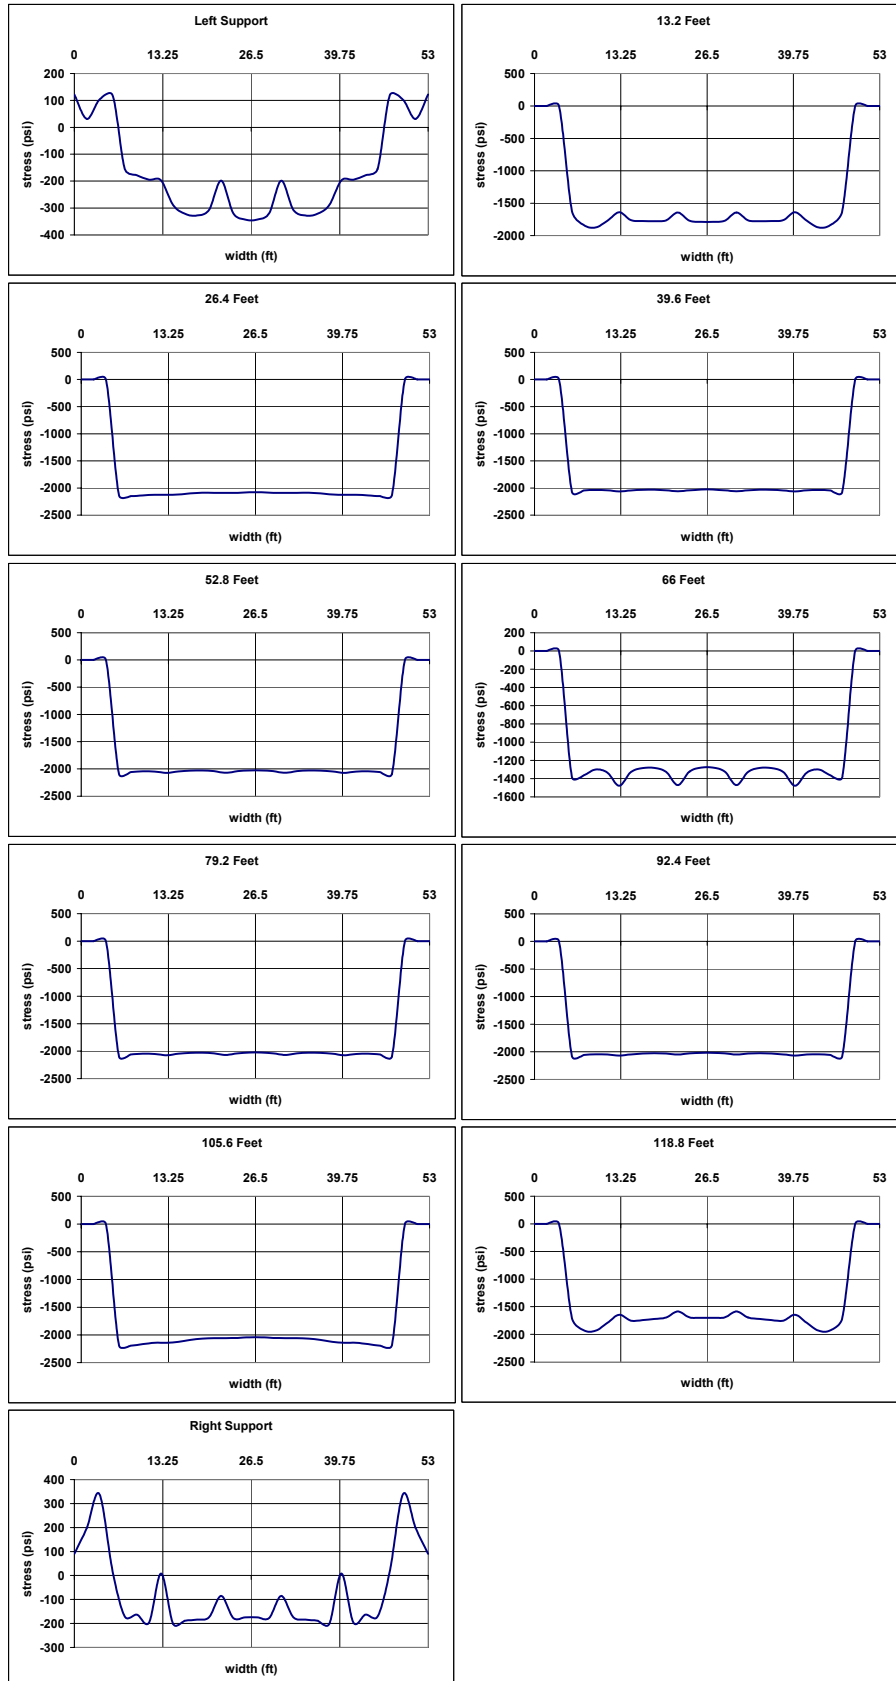 Left Support
0 13.25 26.5 39.75 53
200
100
0
-100
-200
-300
-400
stress (psi)
width (ft)
13.2 Feet
0 13.25 26.5 39.75 53
500
0
-500
-1000
-1500
-2000
stress (psi)
width (ft)
26.4 Feet
0 13.25 26.5 39.75 53
500
0
-500
-1000
-1500
-2000
-2500
stress (psi)
width (ft)
39.6 Feet
0 13.25 26.5 39.75 53
500
0
-500
-1000
-1500
-2000
-2500
stress (psi)
width (ft)
52.8 Feet
0 13.25 26.5 39.75 53
500
0
-500
-1000
-1500
-2000
-2500
stress (psi)
width (ft)
66 Feet
0 13.25 26.5 39.75 53
200
0
-200
-400
-600
-800
-1000
-1200
-1400
-1600
stress (psi)
width (ft)
79.2 Feet
0 13.25 26.5 39.75 53
500
0
-500
-1000
-1500
-2000
-2500
stress (psi)
width (ft)
92.4 Feet
0 13.25 26.5 39.75 53
500
0
-500
-1000
-1500
-2000
-2500
stress (psi)
width (ft)
105.6 Feet
0 13.25 26.5 39.75 53
500
0
-500
-1000
-1500
-2000
-2500
stress (psi)
width (ft)
118.8 Feet
0 13.25 26.5 39.75 53
500
0
-500
-1000
-1500
-2000
-2500
stress (psi)
width (ft)
Right Support
0 13.25 26.5 39.75 53
400
300
200
100
0
-100
-200
-300
stress (psi)
width (ft)